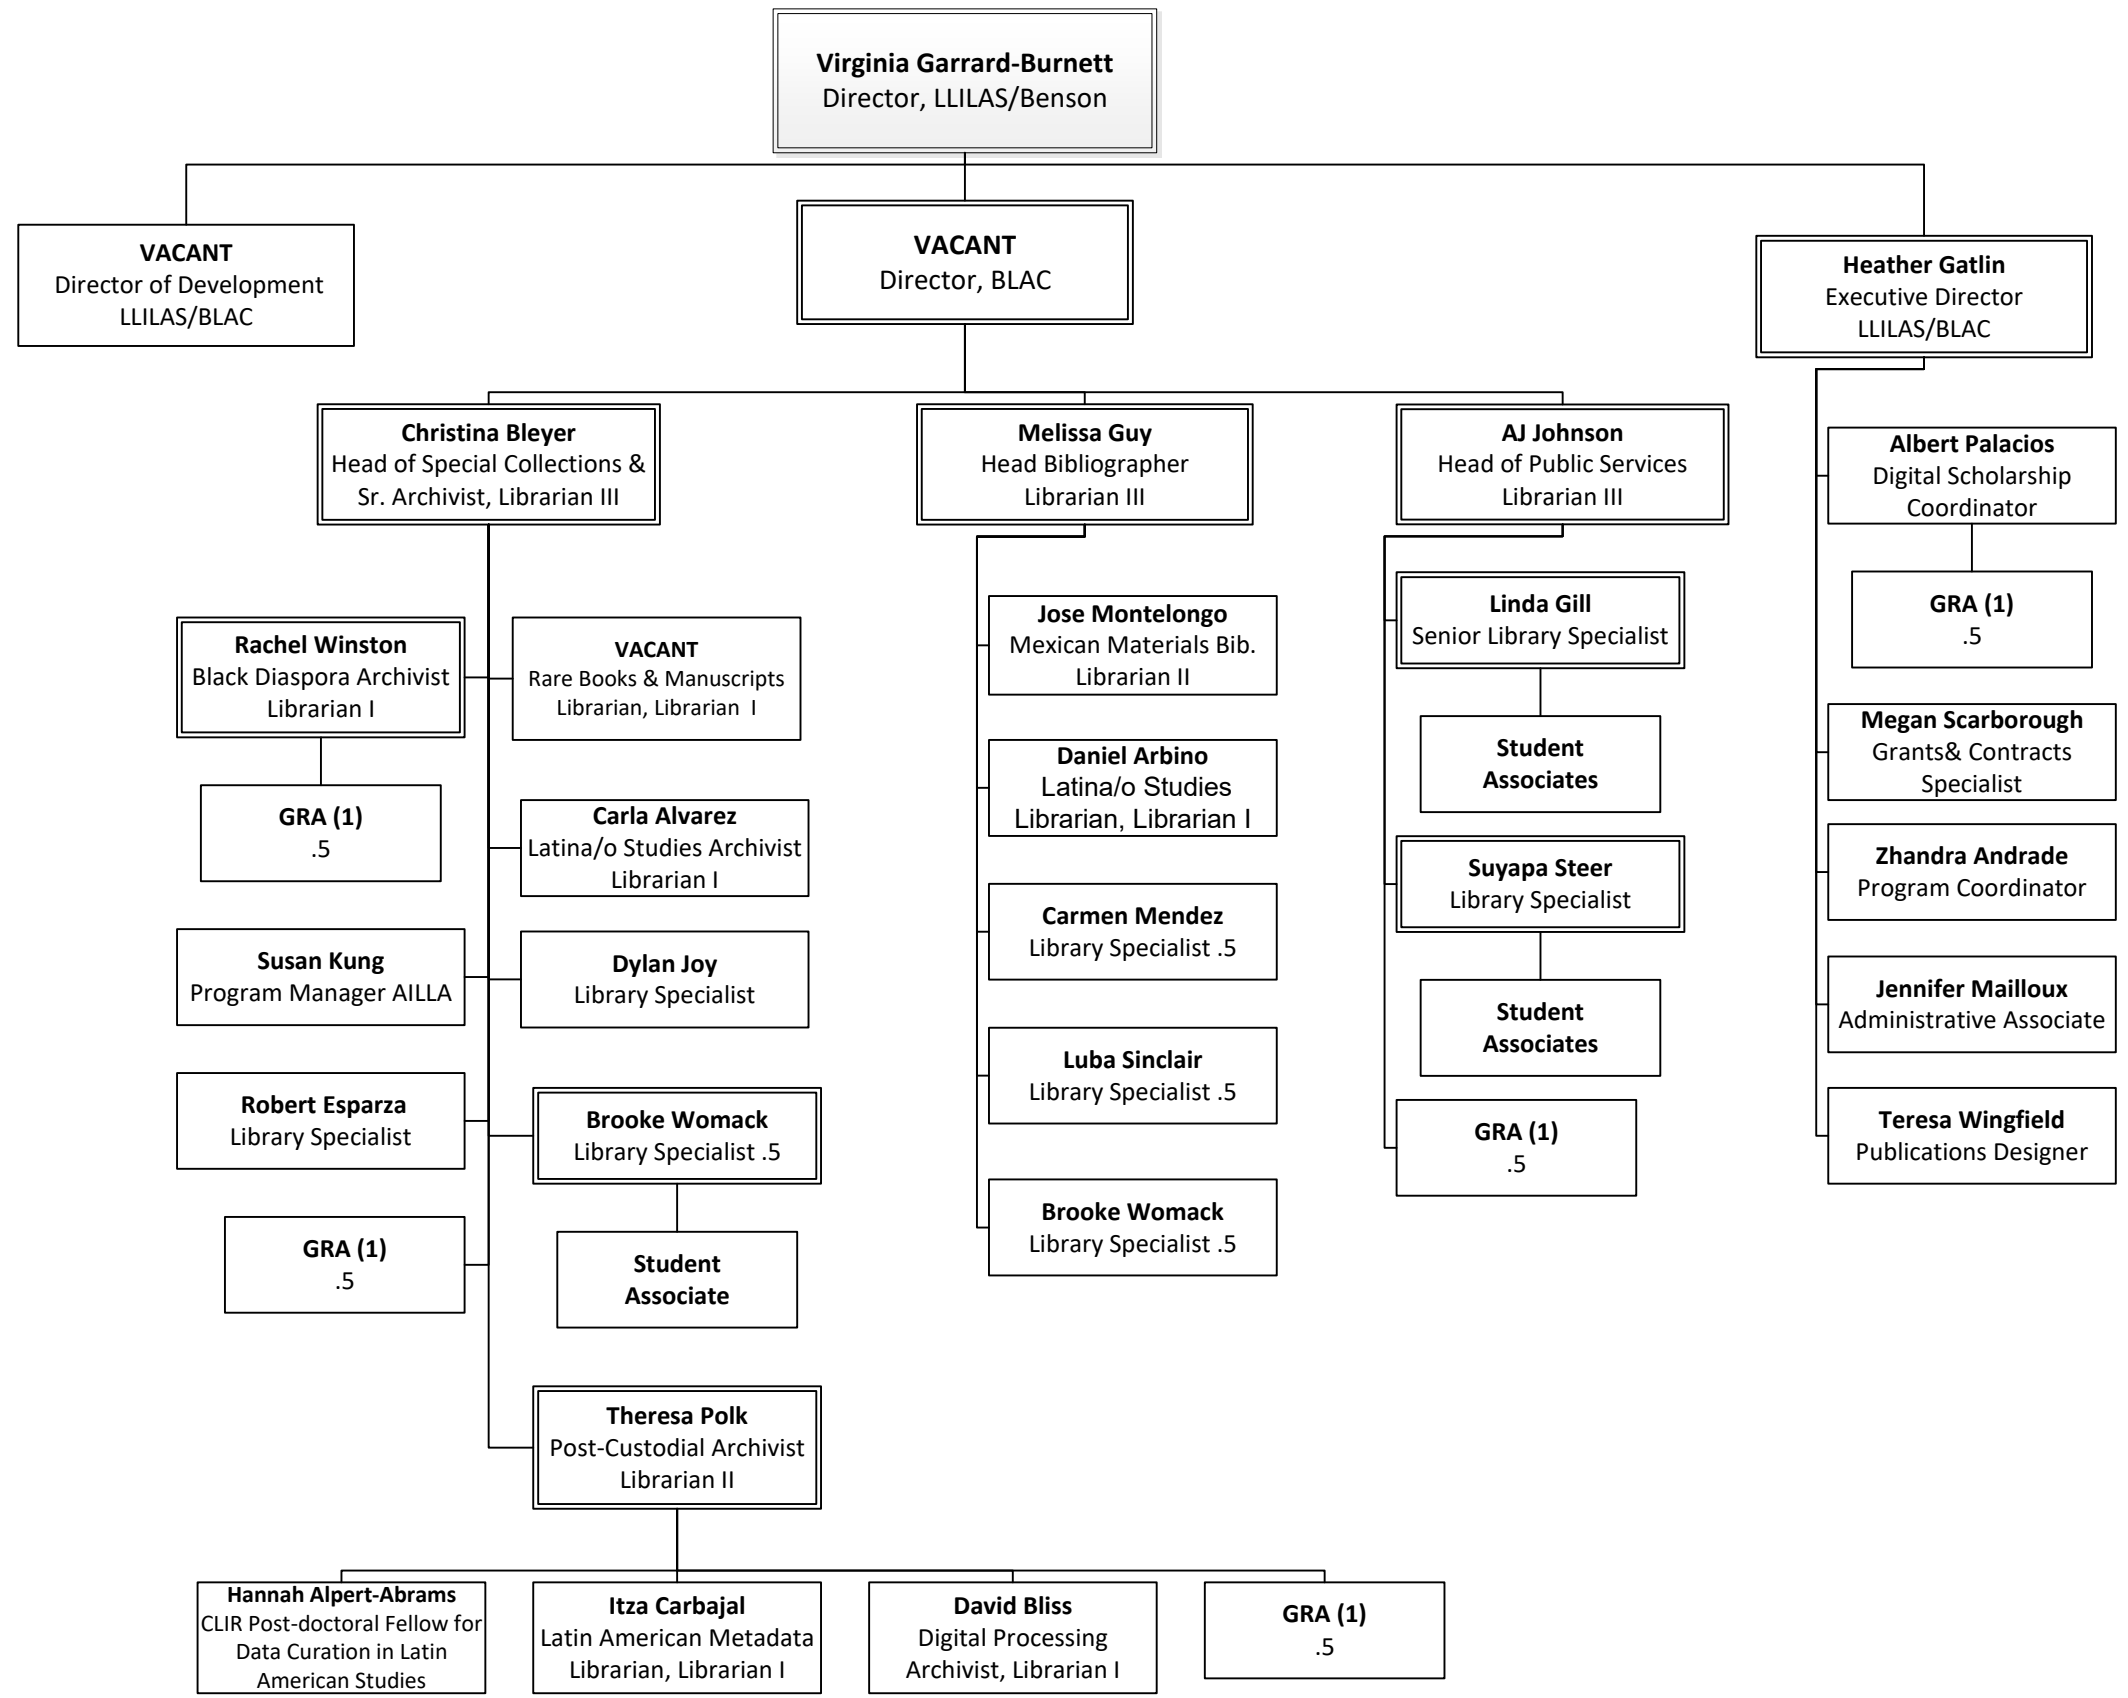 Virginia Garrard-Burnett
Director, LLILAS/Benson
VACANT
Director of Development
LLILAS/BLAC
VACANT
Director, BLAC
Heather Gatlin
Executive Director
LLILAS/BLAC
Christina Bleyer
Head of Special Collections &
Sr. Archivist, Librarian III
Melissa Guy
Head Bibliographer
Librarian III
AJ Johnson
Head of Public Services
Librarian III
Rachel Winston
Black Diaspora Archivist
Librarian I
GRA (1)
.5
Susan Kung
Program Manager AILLA
Robert Esparza
Library Specialist
GRA (1)
.5
VACANT
Rare Books & Manuscripts
Librarian, Librarian I
Carla Alvarez
Latina/o Studies Archivist
Librarian I
Dylan Joy
Library Specialist
Brooke Womack
Library Specialist .5
Student
Associate
Theresa Polk
Post-Custodial Archivist
Librarian II
Hannah Alpert-Abrams
CLIR Post-doctoral Fellow for
Data Curation in Latin
American Studies
Itza Carbajal
Latin American Metadata
Librarian, Librarian I
David Bliss
Digital Processing
Archivist, Librarian I
GRA (1)
.5
Jose Montelongo
Mexican Materials Bib.
Librarian II
Daniel Arbino
Latina/o Studies
Librarian, Librarian I
Carmen Mendez
Library Specialist .5
Luba Sinclair
Library Specialist .5
Brooke Womack
Library Specialist .5
Linda Gill
Senior Library Specialist
Student
Associates
Suyapa Steer
Library Specialist
Student
Associates
GRA (1)
.5
Albert Palacios
Digital Scholarship
Coordinator
GRA (1)
.5
Megan Scarborough
Grants& Contracts
Specialist
Zhandra Andrade
Program Coordinator
Jennifer Mailloux
Administrative Associate
Teresa Wingfield
Publications Designer